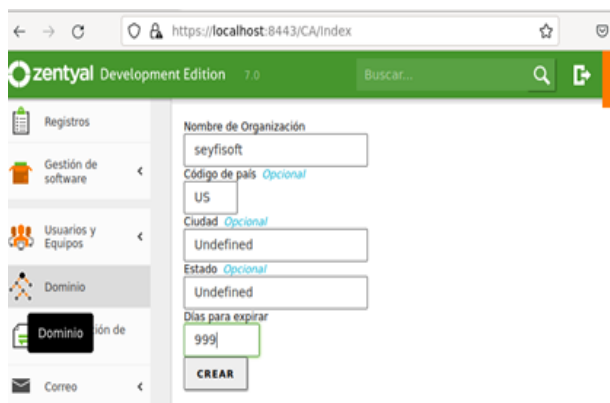 https://localhost:8443/CA/Index
zentyal Development Edition 7.0
Buscar...
Registros
Gestión de
software
Usuarios y
Equipos
Dominio
Dominio
ión de
Correo
Nombre de Organización
seyfisoft
Código de país Opcional
US
Ciudad Opcional
Undefined
Estado Opcional
Undefined
Días para expirar
999
CREAR